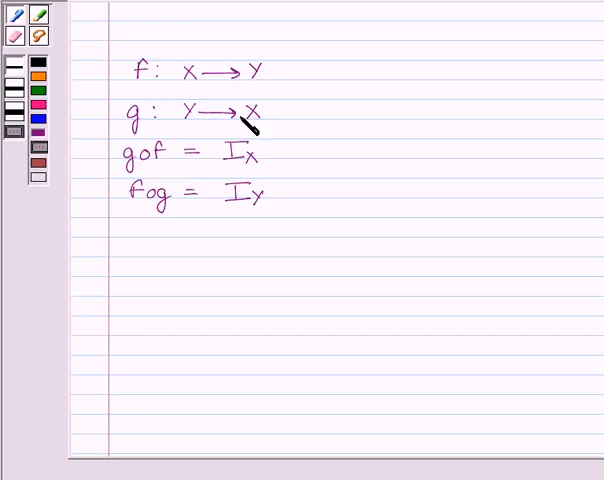 f: X → Y
g: Y → X
gof = I_X
fog = I_Y